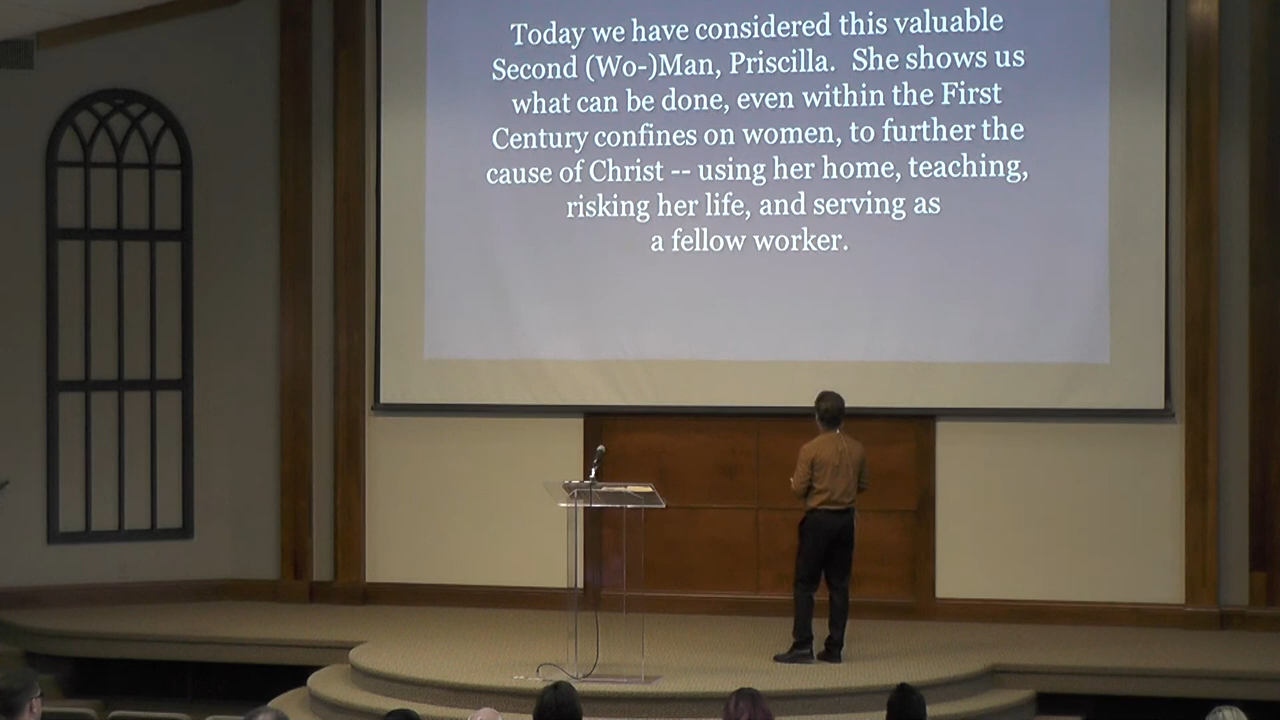 Today we have considered this valuable
Second (Wo-)Man, Priscilla.  She shows us
what can be done, even within the First
Century confines on women, to further the
cause of Christ -- using her home, teaching,
risking her life, and serving as
a fellow worker.